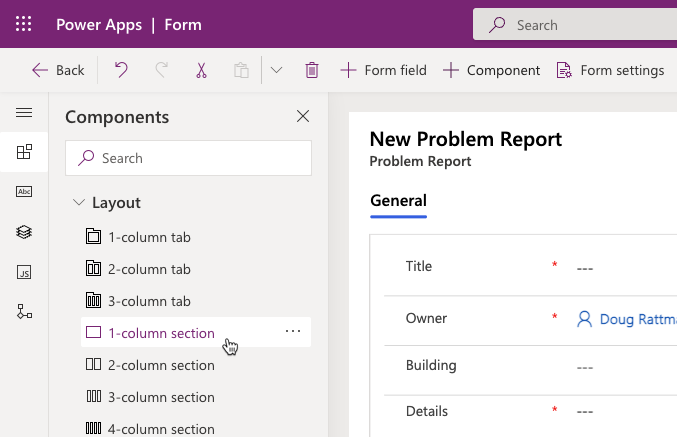 Power Apps | Form
Search
Back
Form field
Component
Form settings
Components
Search
Layout
1-column tab
2-column tab
3-column tab
1-column section
2-column section
3-column section
4-column section
Abc
JS
New Problem Report
Problem Report
General
Title * ---
Owner * Doug Rattma
Building ---
Details * ---